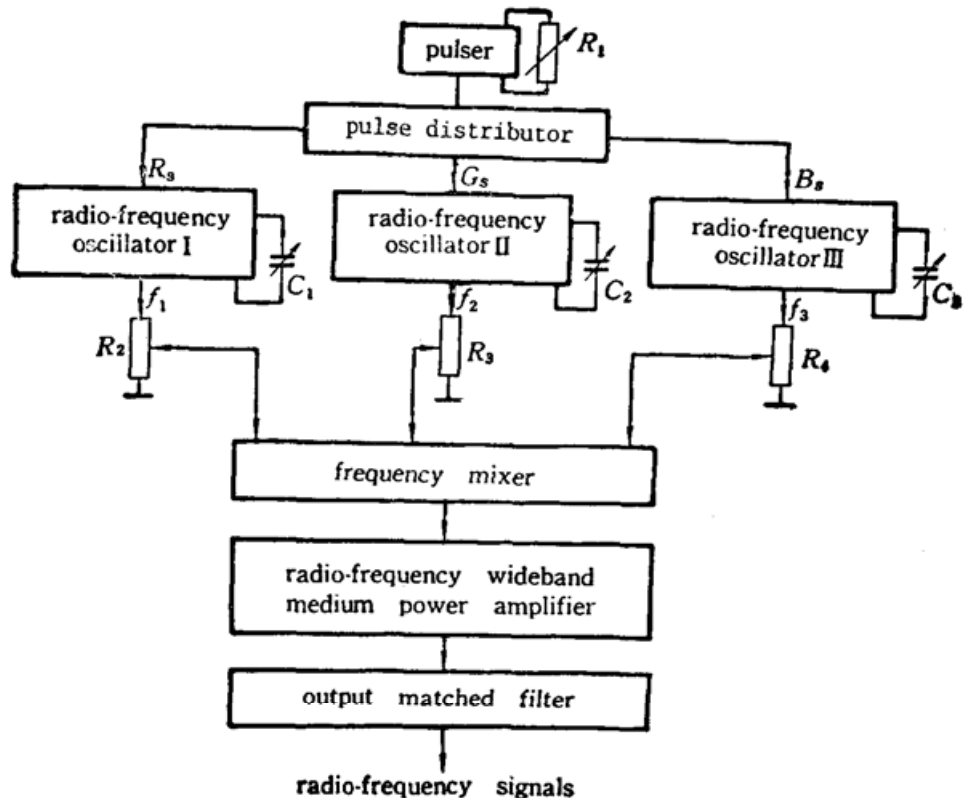 pulser
R₁
pulse distributor
Rₛ
Gₛ
Bₛ
radio-frequency
oscillator I
C₁
radio-frequency
oscillator II
C₂
radio-frequency
oscillator III
C₃
f₁
f₂
f₃
R₂
R₃
R₄
frequency mixer
radio-frequency wideband
medium power amplifier
output matched filter
radio-frequency signals